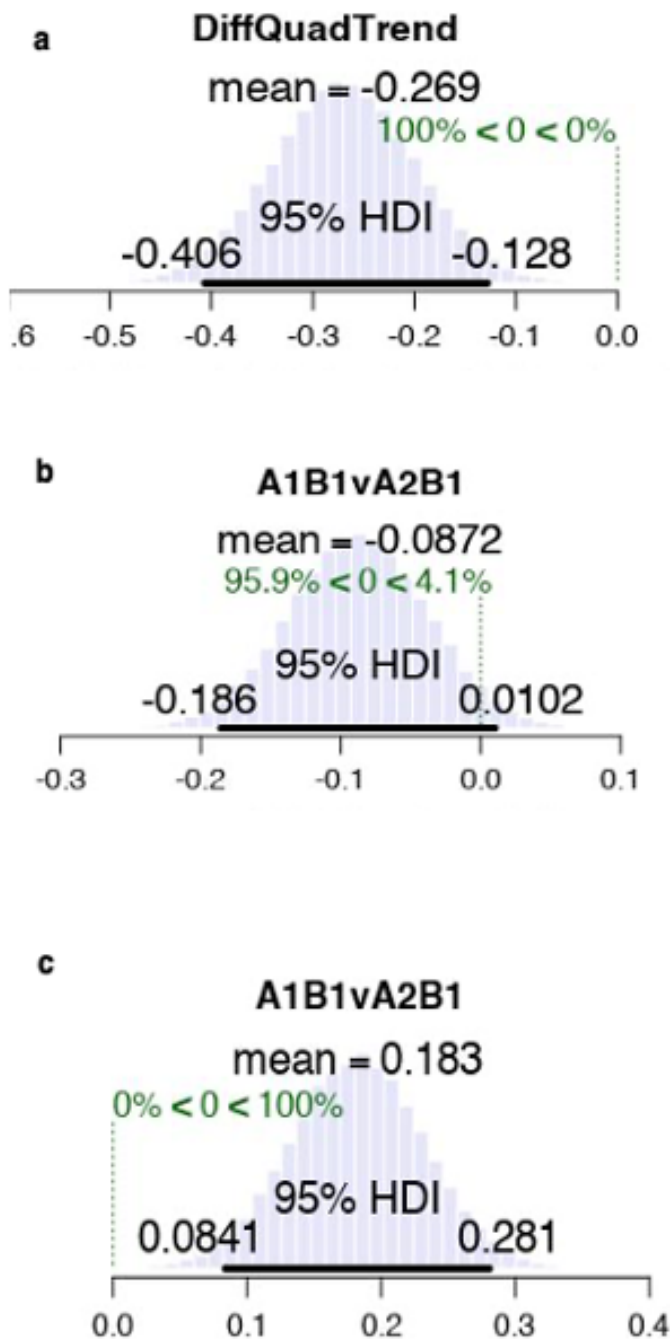 a
DiffQuadTrend
mean = -0.269
100% < 0 < 0%
95% HDI
-0.406 -0.128
.6 -0.5 -0.4 -0.3 -0.2 -0.1 0.0
b
A1B1vA2B1
mean = -0.0872
95.9% < 0 < 4.1%
95% HDI
-0.186 0.0102
-0.3 -0.2 -0.1 0.0 0.1
c
A1B1vA2B1
mean = 0.183
0% < 0 < 100%
95% HDI
0.0841 0.281
0.0 0.1 0.2 0.3 0.4